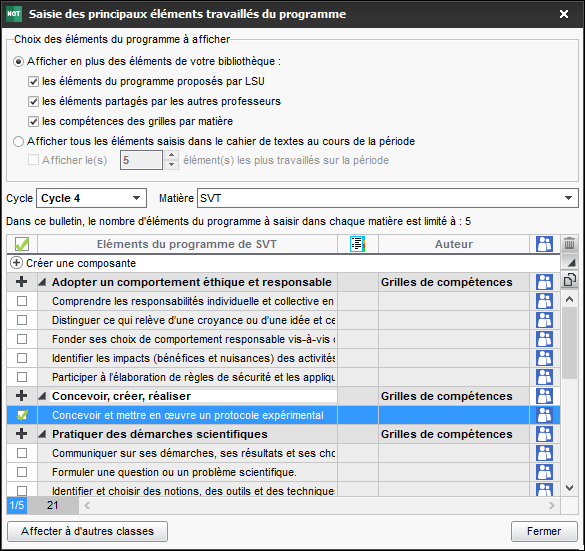 NOT Saisie des principaux éléments travaillés du programme
Choix des éléments du programme à afficher
Afficher en plus des éléments de votre bibliothèque :
les éléments du programme proposés par LSU
les éléments partagés par les autres professeurs
les compétences des grilles par matière
Afficher tous les éléments saisis dans le cahier de textes au cours de la période
Afficher le(s) 5 élément(s) les plus travaillés sur la période
Cycle Cycle 4 Matière SVT
Dans ce bulletin, le nombre d'éléments du programme à saisir dans chaque matière est limité à : 5
Eléments du programme de SVT Auteur
Créer une composante
Adopter un comportement éthique et responsable Grilles de compétences
Comprendre les responsabilités individuelle et collective en
Distinguer ce qui relève d'une croyance ou d'une idée et ce
Fonder ses choix de comportement responsable vis-à-vis d
Identifier les impacts (bénéfices et nuisances) des activités
Participer à l'élaboration de règles de sécurité et les appliqu
Concevoir, créer, réaliser Grilles de compétences
Concevoir et mettre en œuvre un protocole expérimental
Pratiquer des démarches scientifiques Grilles de compétences
Communiquer sur ses démarches, ses résultats et ses cho
Formuler une question ou un problème scientifique.
Identifier et choisir des notions, des outils et des techniques
1/5 21
Affecter à d'autres classes Fermer